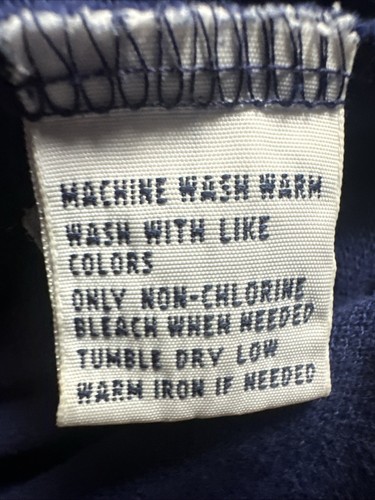 MACHINE WASH WARM
WASH WITH LIKE
COLORS
ONLY NON-CHLORINE
BLEACH WHEN NEEDED
TUMBLE DRY LOW
WARM IRON IF NEEDED